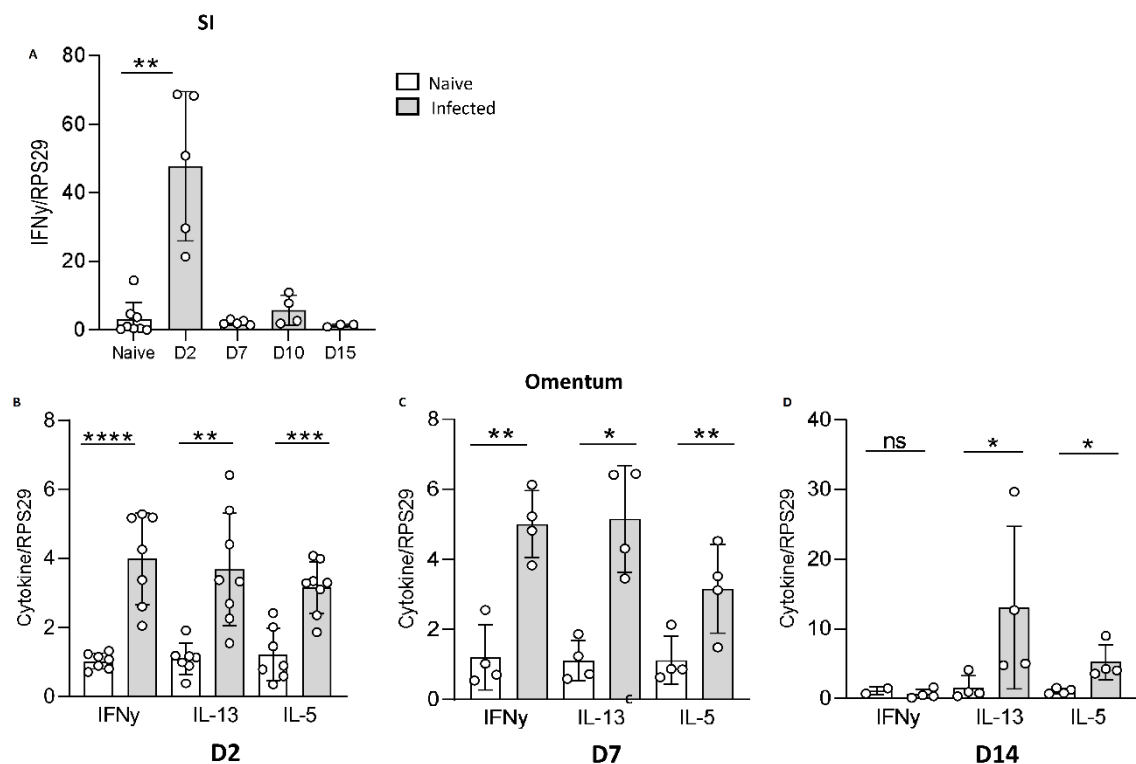 SI
A
80
60
40
20
0
IFNy/RPS29
**
Naive
D2
D7
D10
D15
Naive
Infected
Omentum
B
8
6
4
2
0
Cytokine/RPS29
****
**
***
IFNy
IL-13
IL-5
D2
C
8
6
4
2
0
Cytokine/RPS29
**
*
**
IFNy
IL-13
IL-5
C
D7
D
40
30
20
10
0
Cytokine/RPS29
ns
*
*
IFNy
IL-13
IL-5
D14